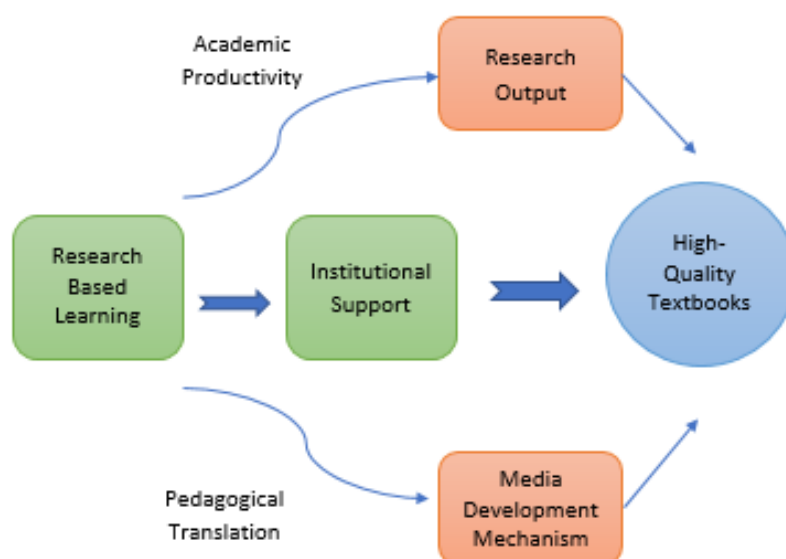 Academic
Productivity
Research
Output
Research
Based
Learning
Institutional
Support
High-
Quality
Textbooks
Pedagogical
Translation
Media
Development
Mechanism